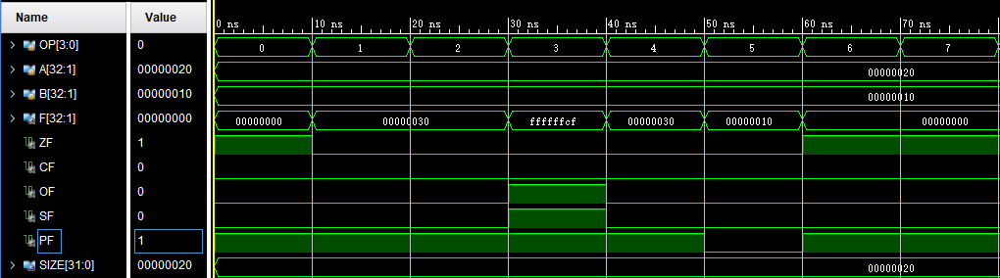 Name Value 0 ns 10 ns 20 ns 30 ns 40 ns 50 ns 60 ns 70 ns
OP[3:0] 0 0 1 2 3 4 5 6 7
A[32:1] 00000020 00000020
B[32:1] 00000010 00000010
F[32:1] 00000000 00000000 00000030 ffffffcf 00000030 00000010 00000000
ZF 1
CF 0
OF 0
SF 0
PF 1
SIZE[31:0] 00000020 00000020